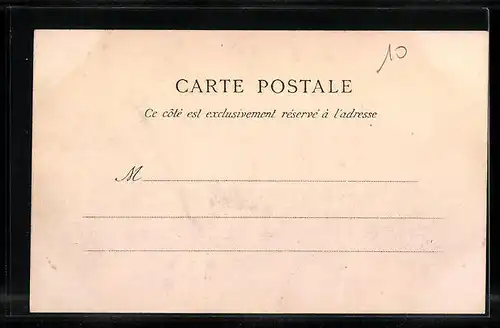 10
CARTE POSTALE
Ce côté est exclusivement réservé à l'adresse
M